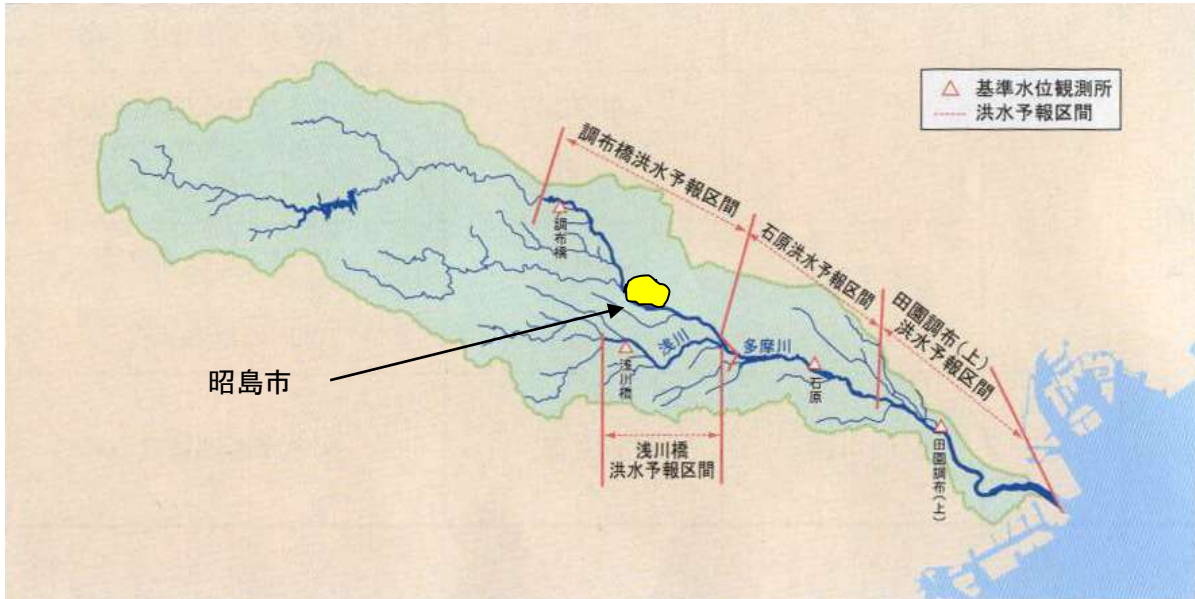 基準水位観測所
洪水予報区間
調布橋洪水予報区間
石原洪水予報区間
田園調布(上)
洪水予報区間
調布橋
昭島市
浅川
多摩川
浅川橋
石原
浅川橋
洪水予報区間
田園調布(上)